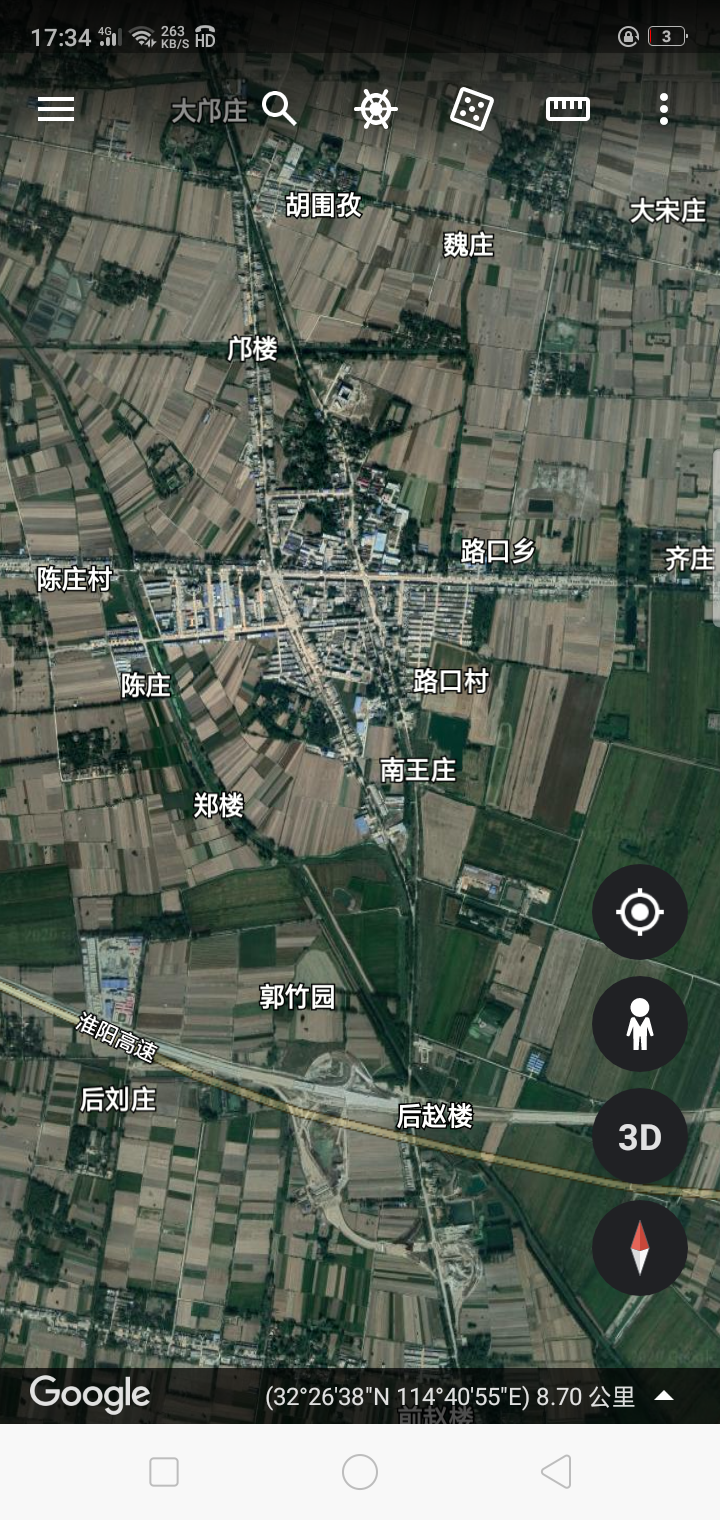 17:34 4G 263 KB/S HD 3
大邝庄
胡围孜
大宋庄
魏庄
邝楼
路口乡
齐庄
陈庄村
路口村
陈庄
南王庄
郑楼
郭竹园
淮阳高速
后刘庄
后赵楼
3D
Google (32°26'38"N 114°40'55"E) 8.70 公里
前赵楼